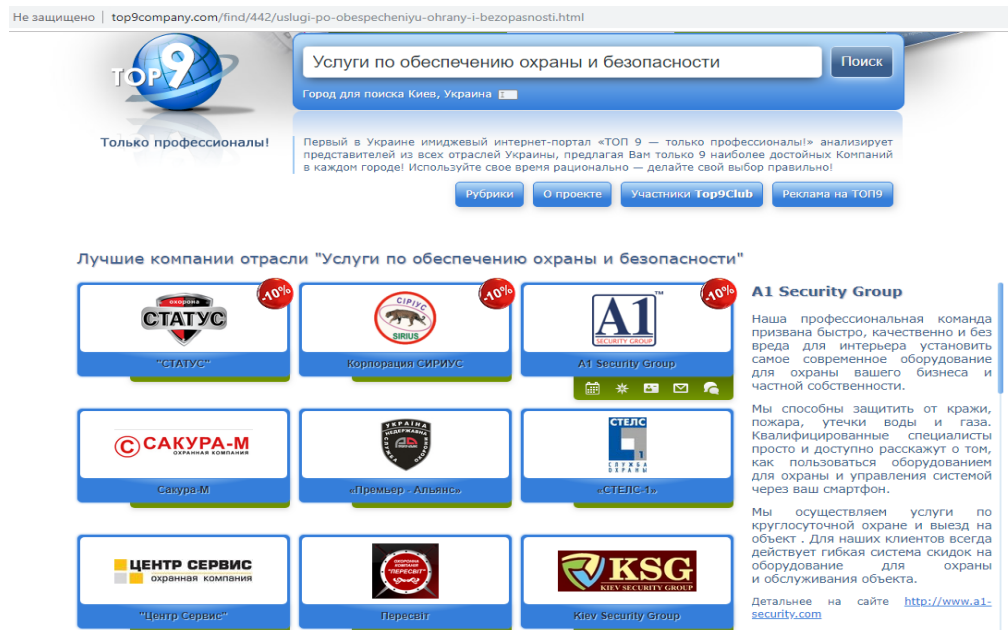 Не защищено | top9company.com/find/442/uslugi-po-obespecheniyu-ohrany-i-bezopasnosti.html
TOP 9
Услуги по обеспечению охраны и безопасности
Поиск
Город для поиска Киев, Украина
Только профессионалы!
Первый в Украине имиджевый интернет-портал «ТОП 9 — только профессионалы!» анализирует
представителей из всех отраслей Украины, предлагая Вам только 9 наиболее достойных Компаний
в каждом городе! Используйте свое время рационально — делайте свой выбор правильно!
Рубрики
О проекте
Участники Top9Club
Реклама на ТОП9
Лучшие компании отрасли "Услуги по обеспечению охраны и безопасности"
-10%
охорона
СТАТУС
"СТАТУС"
-10%
СІРІУС
SIRIUS
Корпорация СИРИУС
-10%
A1 ™
SECURITY GROUP
A1 Security Group
© САКУРА-М
ОХРАННАЯ КОМПАНИЯ
Сакура-М
УКРАЇНА
НЕДЕРЖАВНА
СЛУЖБА
ОХОРОНИ
«Премьер - Альянс»
СТЕЛС
1
СЛУЖБА
ОХРАНЫ
«СТЕЛС-1»
ЦЕНТР СЕРВИС
охранная компания
"Центр Сервис"
ОХОРОННА
КОМПАНІЯ
"ПЕРЕСВІТ"
Пересвіт
KSG
KIEV SECURITY GROUP
Kiev Security Group
A1 Security Group
Наша профессиональная команда
призвана быстро, качественно и без
вреда для интерьера установить
самое современное оборудование
для охраны вашего бизнеса и
частной собственности.
Мы способны защитить от кражи,
пожара, утечки воды и газа.
Квалифицированные специалисты
просто и доступно расскажут о том,
как пользоваться оборудованием
для охраны и управления системой
через ваш смартфон.
Мы осуществляем услуги по
круглосуточной охране и выезд на
объект . Для наших клиентов всегда
действует гибкая система скидок на
оборудование для охраны
и обслуживания объекта.
Детальнее на сайте http://www.a1-
security.com